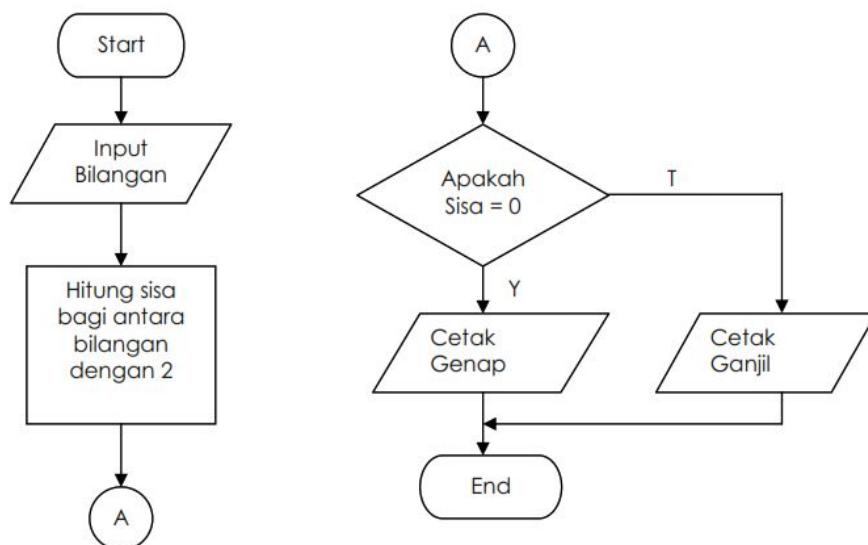 Start
Input
Bilangan
Hitung sisa
bagi antara
bilangan
dengan 2
A
A
Apakah
Sisa = 0
T
Y
Cetak
Genap
Cetak
Ganjil
End